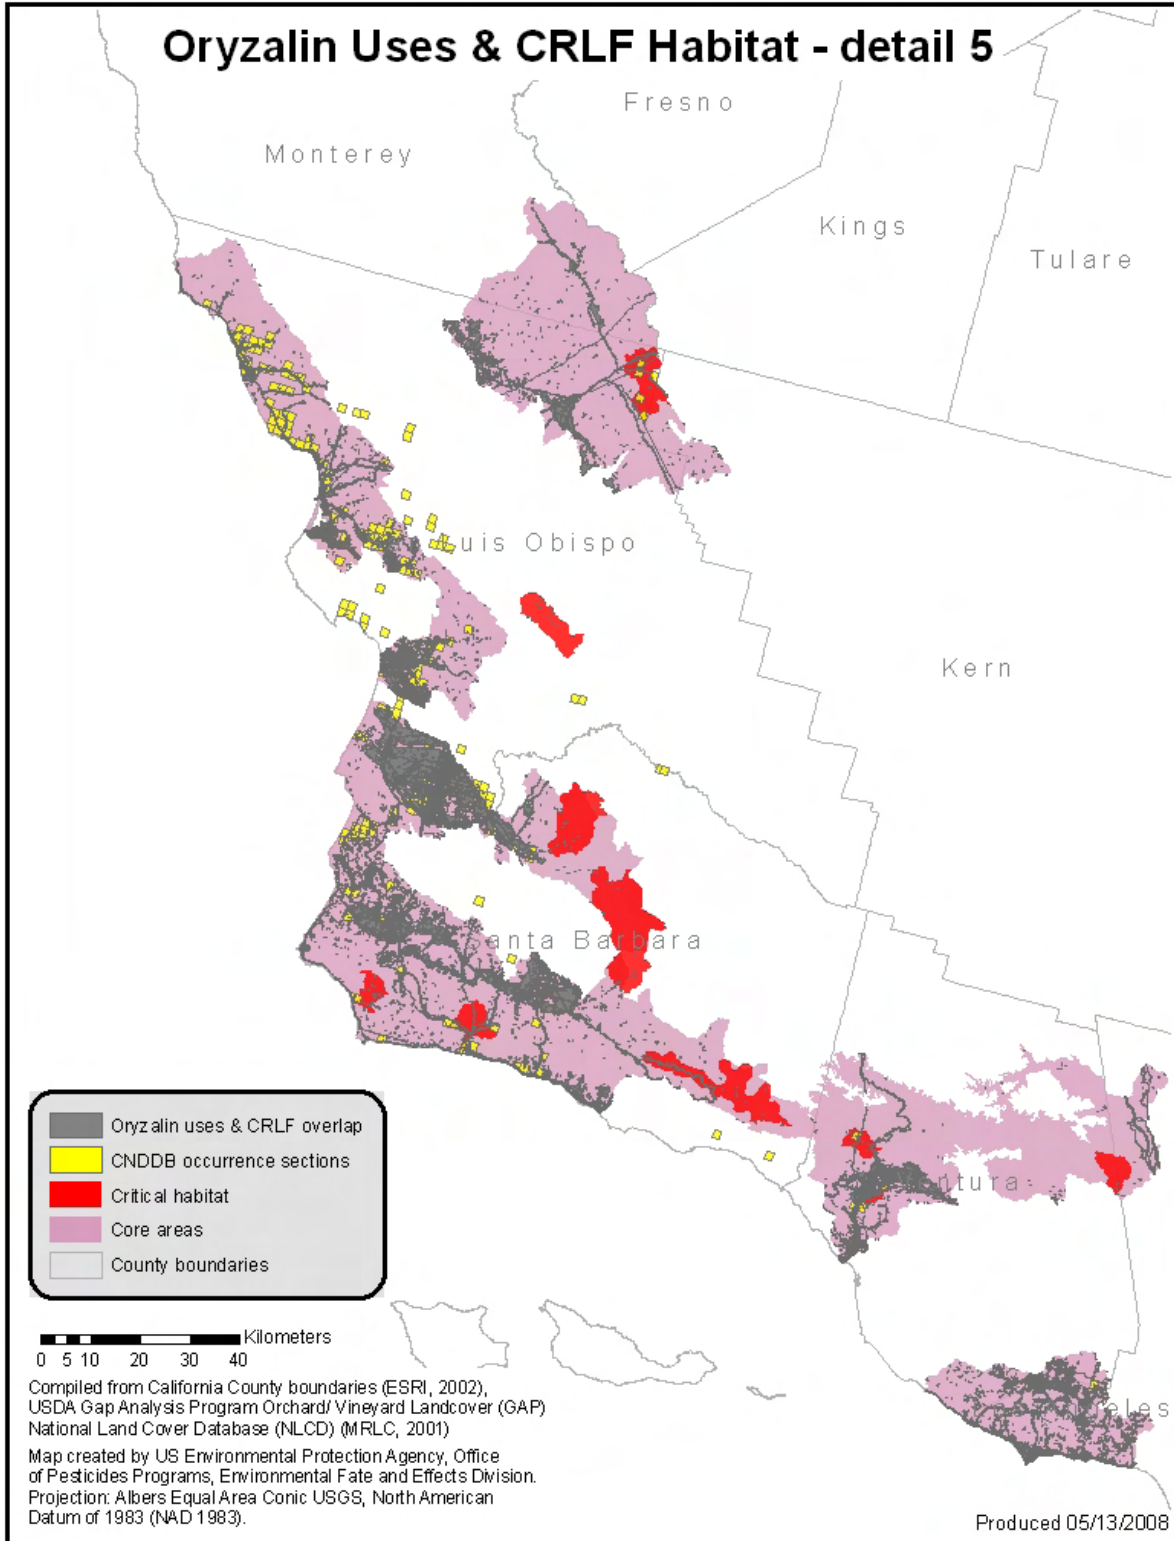 Oryzalin Uses & CRLF Habitat - detail 5
Fresno
Monterey
Kings
Tulare
uis Obispo
Kern
Santa Barbara
Ventura
Oryzalin uses & CRLF overlap
CNDDB occurrence sections
Critical habitat
Core areas
County boundaries
Kilometers
0 5 10 20 30 40
Compiled from California County boundaries (ESRI, 2002),
USDA Gap Analysis Program Orchard/ Vineyard Landcover (GAP)
National Land Cover Database (NLCD) (MRLC, 2001)
Map created by US Environmental Protection Agency, Office
of Pesticides Programs, Environmental Fate and Effects Division.
Projection: Albers Equal Area Conic USGS, North American
Datum of 1983 (NAD 1983).
Produced 05/13/2008